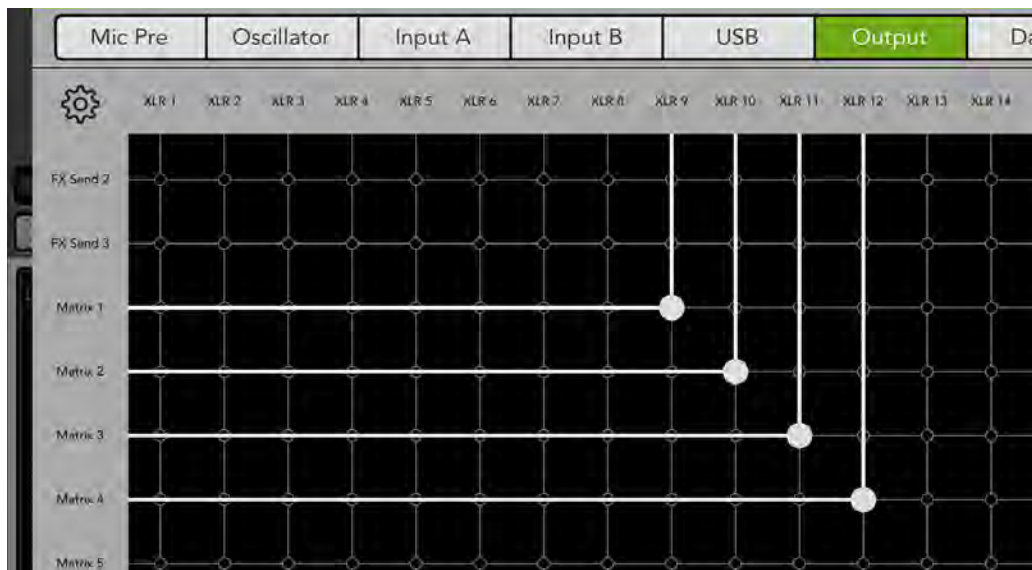 Mic Pre Oscillator Input A Input B USB Output Da
XLR 1 XLR 2 XLR 3 XLR 4 XLR 5 XLR 6 XLR 7 XLR 8 XLR 9 XLR 10 XLR 11 XLR 12 XLR 13 XLR 14
FX Send 2
FX Send 3
Matrix 1
Matrix 2
Matrix 3
Matrix 4
Matrix 5